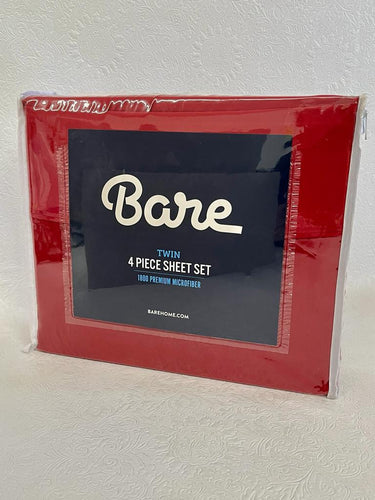 Bare
TWIN
4 PIECE SHEET SET
1800 PREMIUM MICROFIBER
BAREHOME.COM